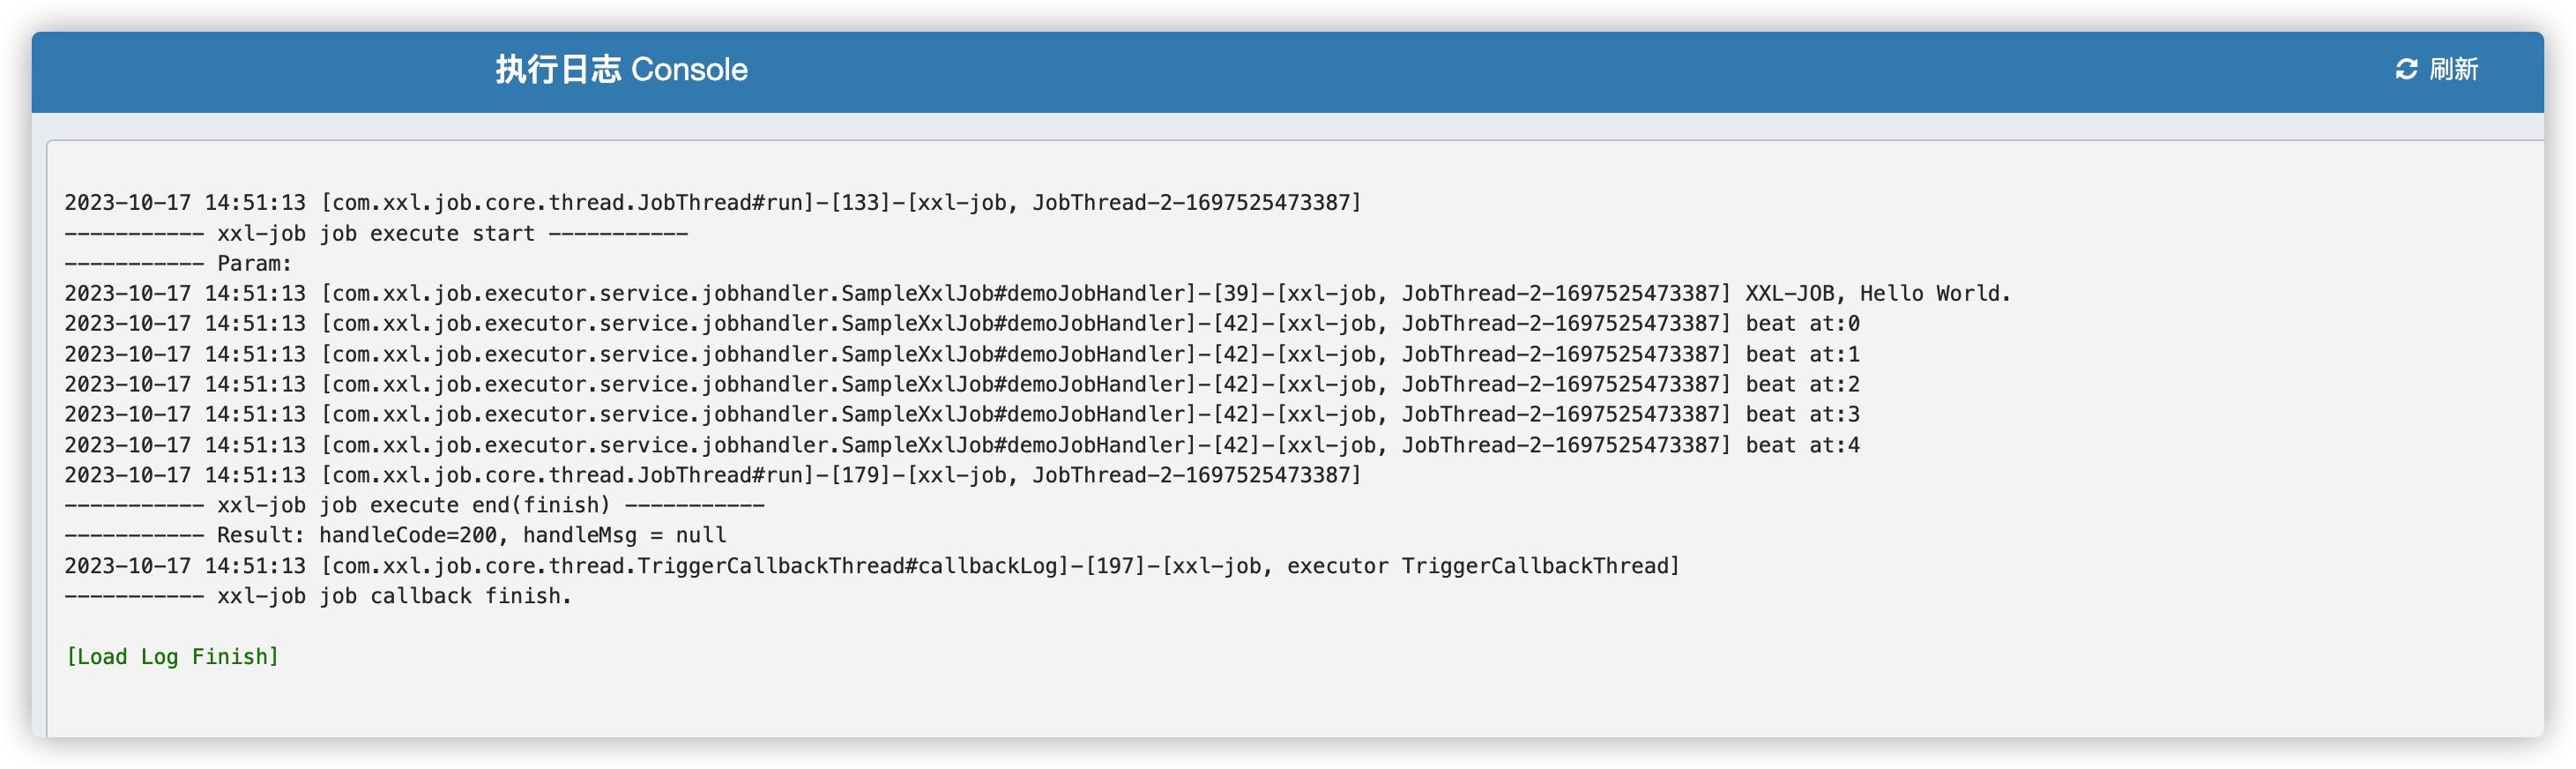 执行日志 Console
刷新
2023-10-17 14:51:13 [com.xxl.job.core.thread.JobThread#run]-[133]-[xxl-job, JobThread-2-1697525473387]
----------- xxl-job job execute start -----------
----------- Param:
2023-10-17 14:51:13 [com.xxl.job.executor.service.jobhandler.SampleXxlJob#demoJobHandler]-[39]-[xxl-job, JobThread-2-1697525473387] XXL-JOB, Hello World.
2023-10-17 14:51:13 [com.xxl.job.executor.service.jobhandler.SampleXxlJob#demoJobHandler]-[42]-[xxl-job, JobThread-2-1697525473387] beat at:0
2023-10-17 14:51:13 [com.xxl.job.executor.service.jobhandler.SampleXxlJob#demoJobHandler]-[42]-[xxl-job, JobThread-2-1697525473387] beat at:1
2023-10-17 14:51:13 [com.xxl.job.executor.service.jobhandler.SampleXxlJob#demoJobHandler]-[42]-[xxl-job, JobThread-2-1697525473387] beat at:2
2023-10-17 14:51:13 [com.xxl.job.executor.service.jobhandler.SampleXxlJob#demoJobHandler]-[42]-[xxl-job, JobThread-2-1697525473387] beat at:3
2023-10-17 14:51:13 [com.xxl.job.executor.service.jobhandler.SampleXxlJob#demoJobHandler]-[42]-[xxl-job, JobThread-2-1697525473387] beat at:4
2023-10-17 14:51:13 [com.xxl.job.core.thread.JobThread#run]-[179]-[xxl-job, JobThread-2-1697525473387]
----------- xxl-job job execute end(finish) -----------
----------- Result: handleCode=200, handleMsg = null
2023-10-17 14:51:13 [com.xxl.job.core.thread.TriggerCallbackThread#callbackLog]-[197]-[xxl-job, executor TriggerCallbackThread]
----------- xxl-job job callback finish.
[Load Log Finish]